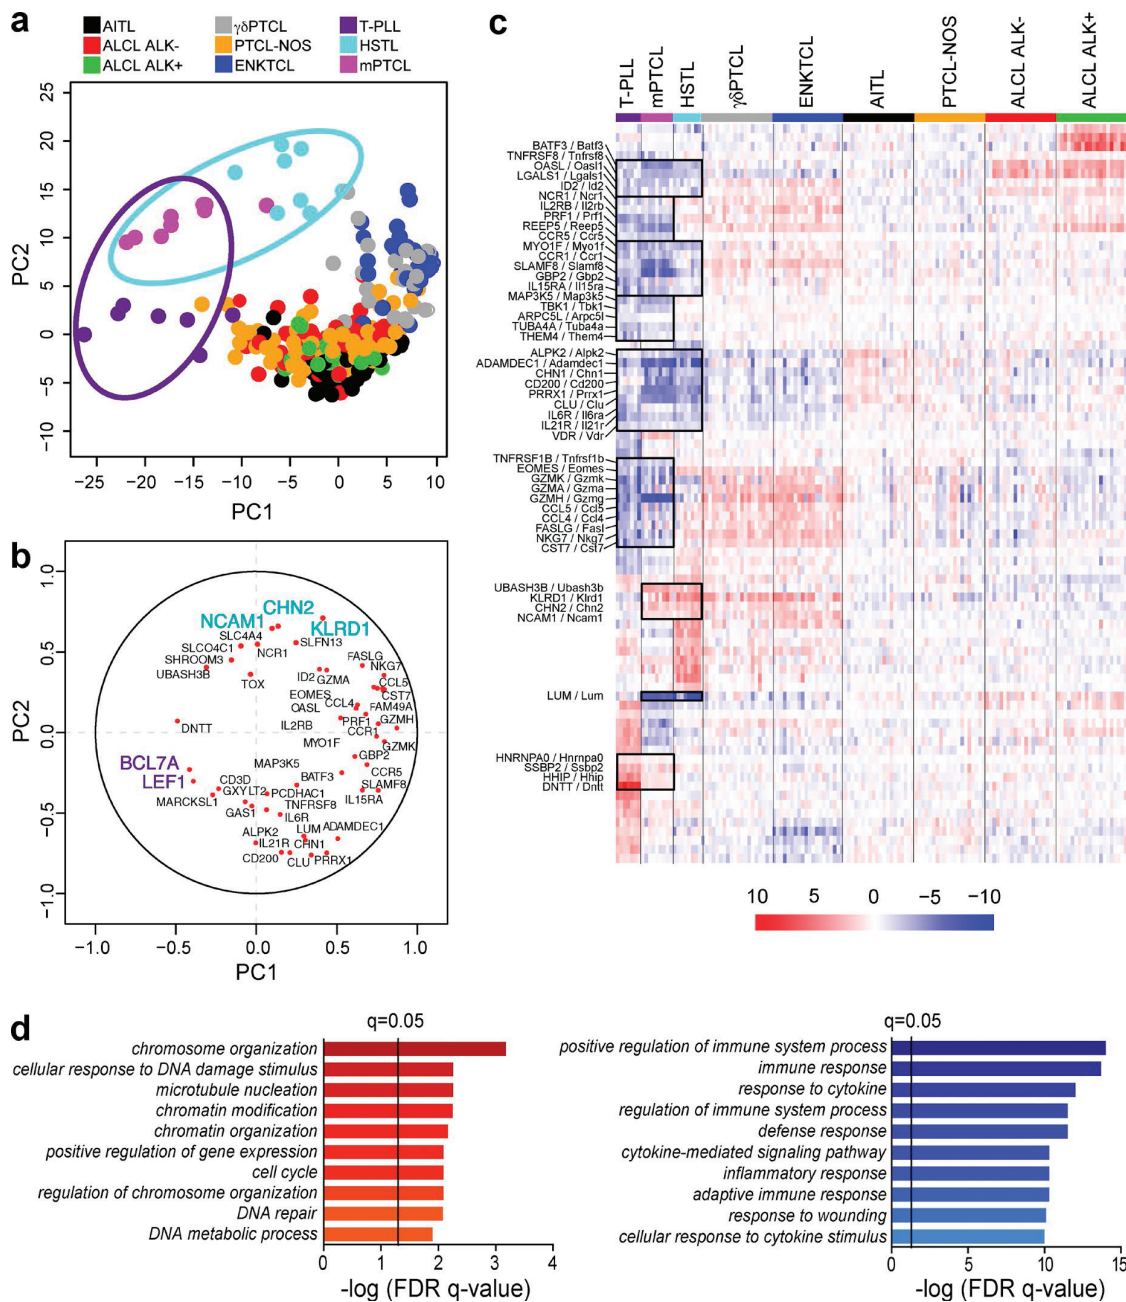 a
AITL
ALCL ALK-
ALCL ALK+
γδPTCL
PTCL-NOS
ENKTCL
T-PLL
HSTL
mPTCL
PC2
25
20
15
10
5
0
−5
−10
−25 −20 −15 −10 −5 0 5 10
PC1
b
PC2
1.0
0.5
0.0
−0.5
−1.0
CHN2
NCAM1
KLRD1
SLC4A4
SLCO4C1
NCR1
SLFN13
SHROOM3
UBASH3B
TOX
FASLG
NKG7
ID2
GZMA
CCL5
CST7
EOMES
CCL4
OASL
FAM49A
DNTT
IL2RB
PRF1
GZMH
CCR1
MYO1F
GZMK
GBP2
BCL7A
LEF1
MAP3K5
CD3D
BATF3
CCR5
GXYLT2
PCDHAC1
SLAMF8
MARCKSL1
TNFRSF8
IL15RA
GAS1
IL6R
LUM
ADAMDEC1
ALPK2
IL21R
CHN1
CD200
CLU
PRRX1
−1.0 −0.5 0.0 0.5 1.0
PC1
c
T-PLL
mPTCL
HSTL
γδPTCL
ENKTCL
AITL
PTCL-NOS
ALCL ALK-
ALCL ALK+
BATF3 / Batf3
TNFRSF8 / Tnfrsf8
OASL / Oasl1
LGALS1 / Lgals1
ID2 / Id2
NCR1 / Ncr1
IL2RB / Il2rb
PRF1 / Prf1
REEP5 / Reep5
CCR5 / Ccr5
MYO1F / Myo1f
CCR1 / Ccr1
SLAMF8 / Slamf8
GBP2 / Gbp2
IL15RA / Il15ra
MAP3K5 / Map3k5
TBK1 / Tbk1
ARPC5L / Arpc5l
TUBA4A / Tuba4a
THEM4 / Them4
ALPK2 / Alpk2
ADAMDEC1 / Adamdec1
CHN1 / Chn1
CD200 / Cd200
PRRX1 / Prrx1
CLU / Clu
IL6R / Il6ra
IL21R / Il21r
VDR / Vdr
TNFRSF1B / Tnfrsf1b
EOMES / Eomes
GZMK / Gzmk
GZMA / Gzma
GZMH / Gzmg
CCL5 / Ccl5
CCL4 / Ccl4
FASLG / Fasl
NKG7 / Nkg7
CST7 / Cst7
UBASH3B / Ubash3b
KLRD1 / Klrd1
CHN2 / Chn2
NCAM1 / Ncam1
LUM / Lum
HNRNPA0 / Hnrnpa0
SSBP2 / Ssbp2
HHIP / Hhip
DNTT / Dntt
10 5 0 −5 −10
d
q=0.05
chromosome organization
cellular response to DNA damage stimulus
microtubule nucleation
chromatin modification
chromatin organization
positive regulation of gene expression
cell cycle
regulation of chromosome organization
DNA repair
DNA metabolic process
0 1 2 3 4
-log (FDR q-value)
q=0.05
positive regulation of immune system process
immune response
response to cytokine
regulation of immune system process
defense response
cytokine-mediated signaling pathway
inflammatory response
adaptive immune response
response to wounding
cellular response to cytokine stimulus
0 5 10 15
-log (FDR q-value)